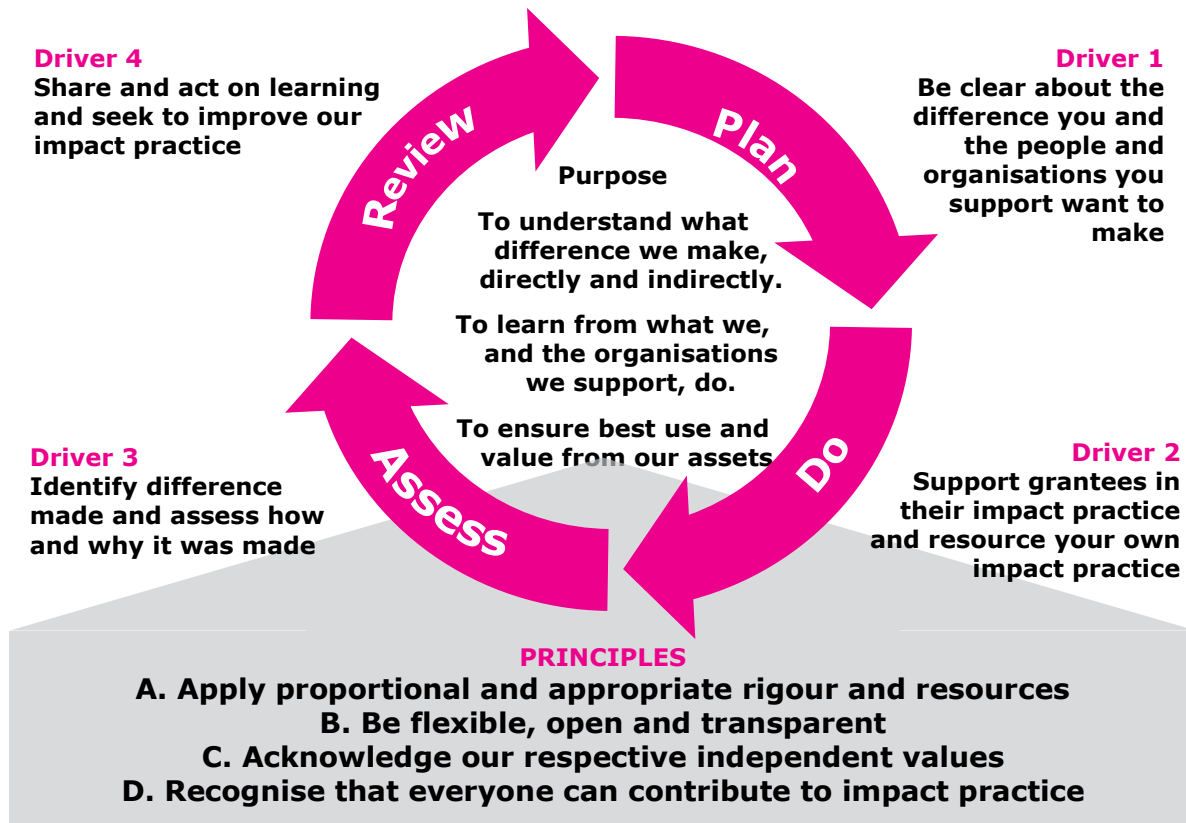 Driver 4
Share and act on learning
and seek to improve our
impact practice
Driver 1
Be clear about the
difference you and
the people and
organisations you
support want to
make
Review
Plan
Purpose
To understand what
difference we make,
directly and indirectly.
To learn from what we,
and the organisations
we support, do.
To ensure best use and
value from our assets
Do
Assess
Driver 3
Identify difference
made and assess how
and why it was made
Driver 2
Support grantees in
their impact practice
and resource your own
impact practice
PRINCIPLES
A. Apply proportional and appropriate rigour and resources
B. Be flexible, open and transparent
C. Acknowledge our respective independent values
D. Recognise that everyone can contribute to impact practice